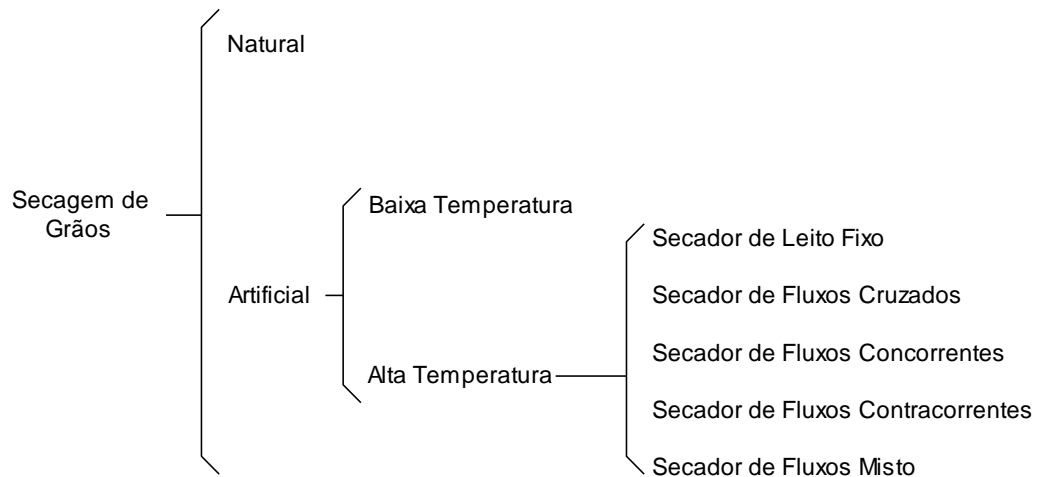 Natural
Secagem de
Grãos
Baixa Temperatura
Artificial
Alta Temperatura
Secador de Leito Fixo
Secador de Fluxos Cruzados
Secador de Fluxos Concorrentes
Secador de Fluxos Contracorrentes
Secador de Fluxos Misto